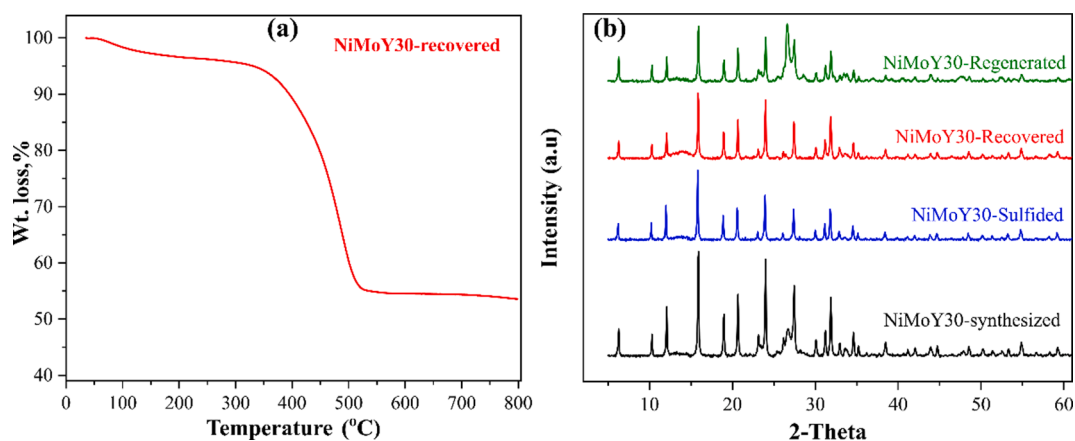 (a)
NiMoY30-recovered
100
90
80
70
60
50
40
Wt. loss,%
0
100
200
300
400
500
600
700
800
Temperature (⁰C)
(b)
NiMoY30-Regenerated
NiMoY30-Recovered
NiMoY30-Sulfided
NiMoY30-synthesized
Intensity (a.u)
10
20
30
40
50
60
2-Theta